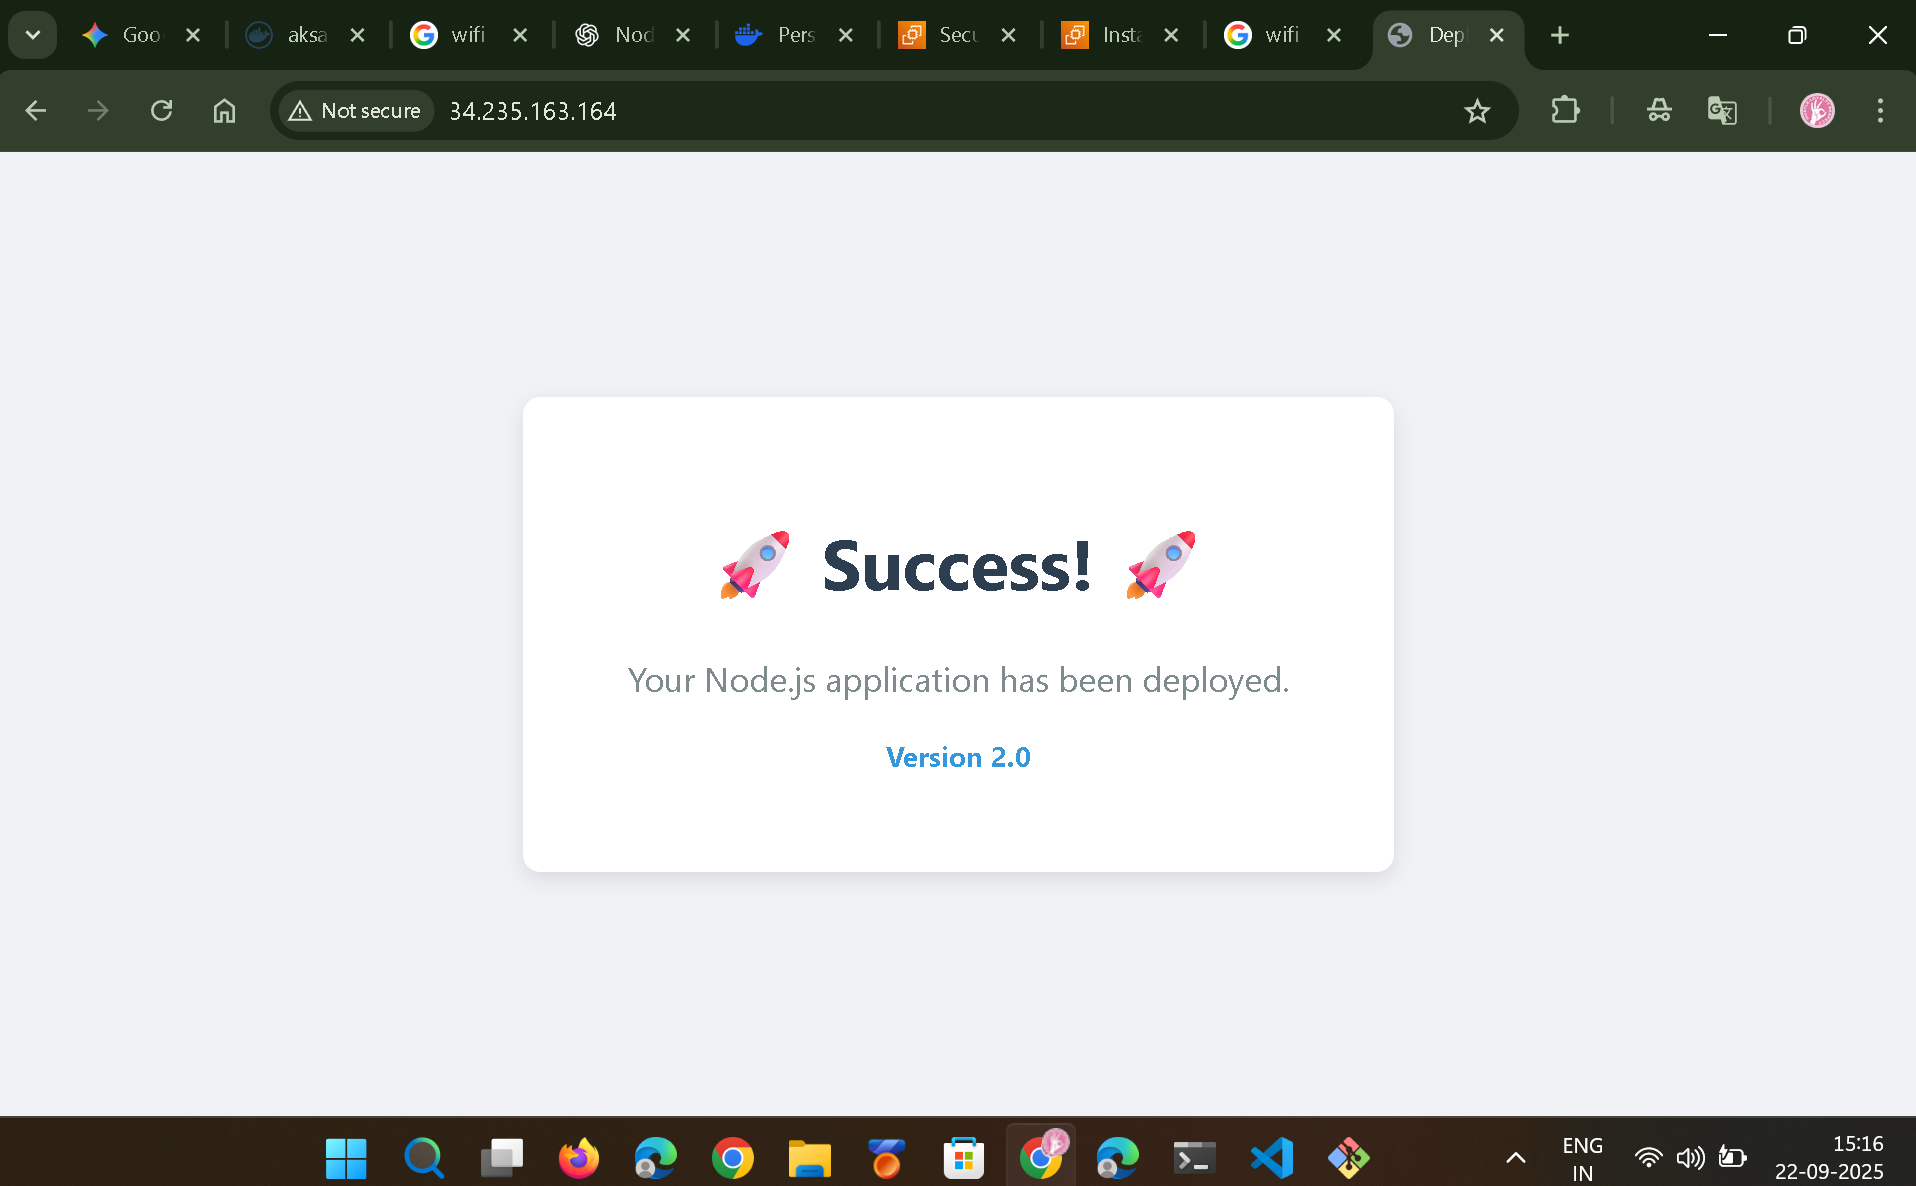 Goo
aksa
wifi
Nod
Pers
Secu
Insta
wifi
Dep
Not secure
34.235.163.164
🚀 Success! 🚀
Your Node.js application has been deployed.
Version 2.0
ENG
IN
15:16
22-09-2025